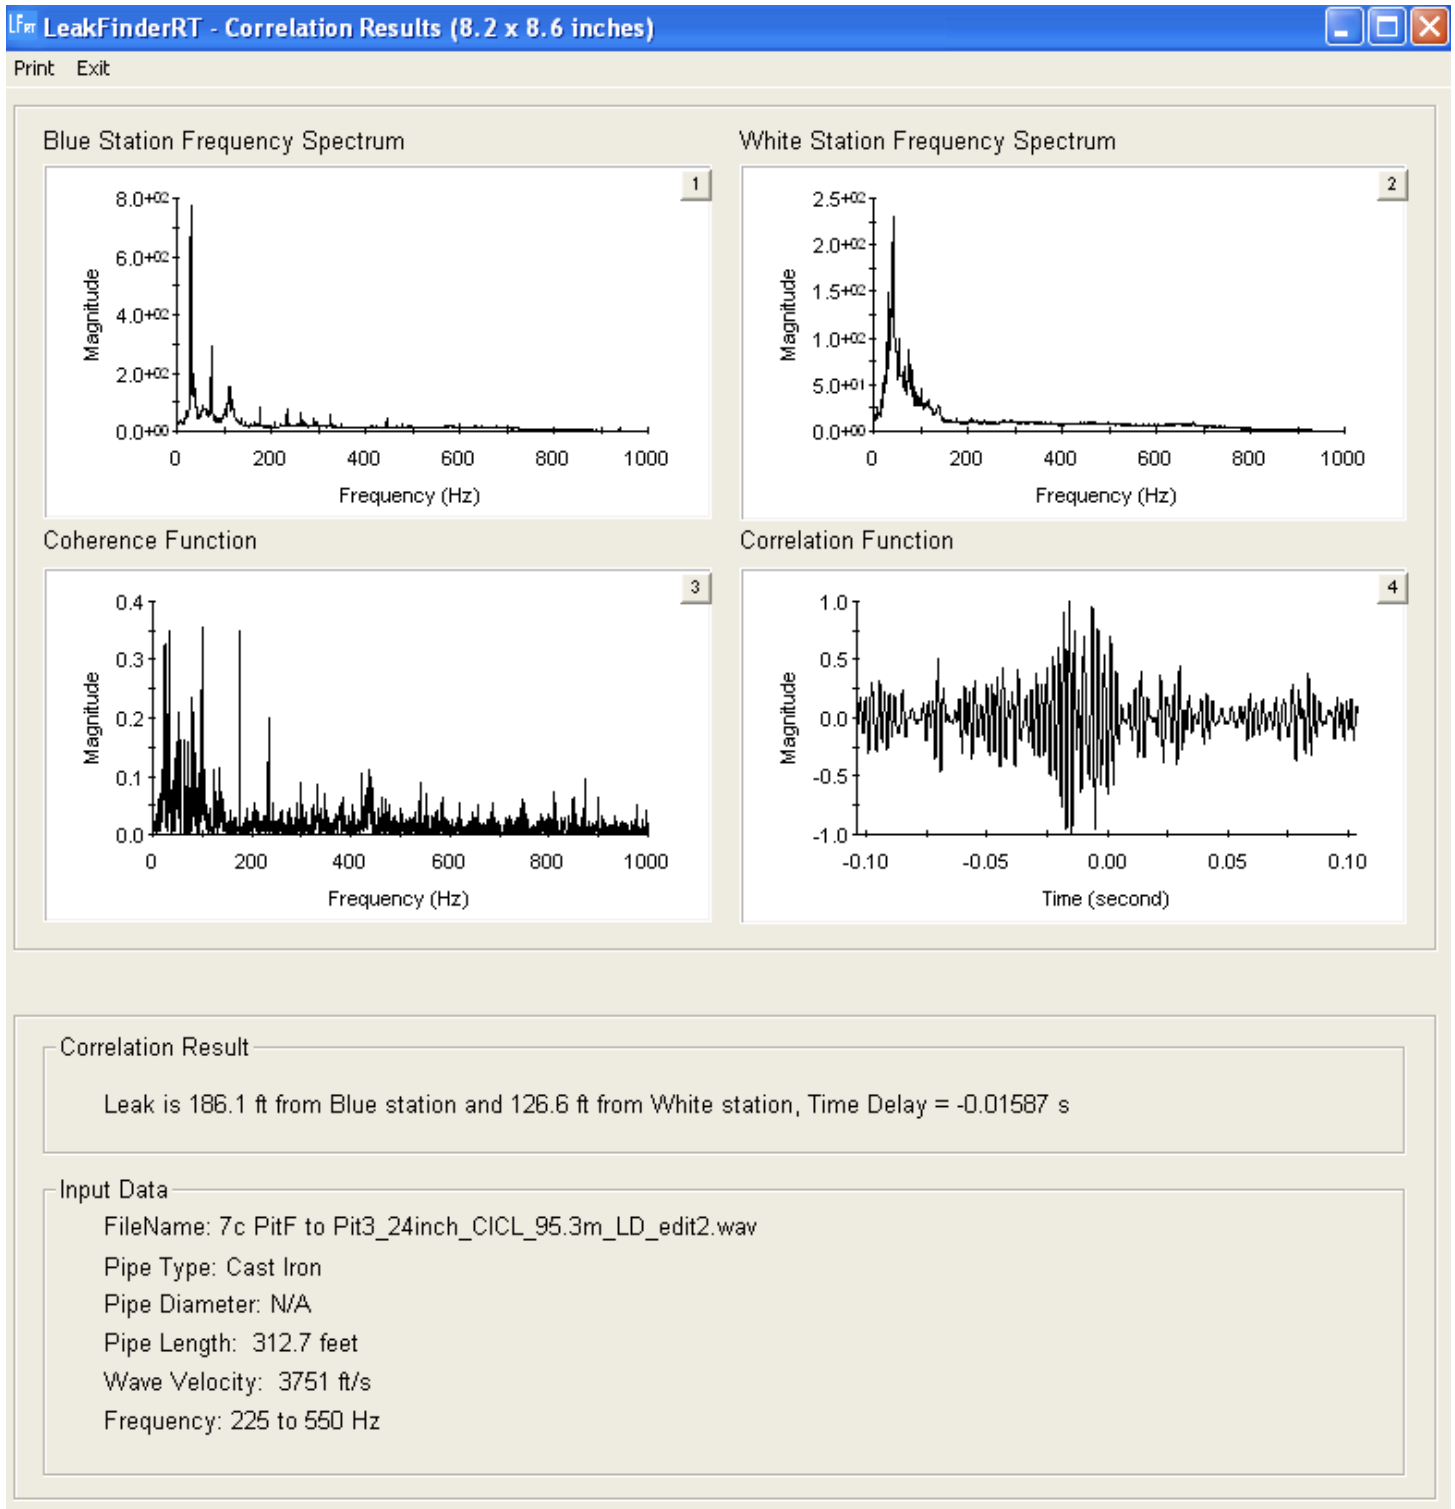 LFRT LeakFinderRT - Correlation Results (8.2 x 8.6 inches)
Print Exit
Blue Station Frequency Spectrum
1
8.0+02
6.0+02
4.0+02
2.0+02
0.0+00
Magnitude
0 200 400 600 800 1000
Frequency (Hz)
White Station Frequency Spectrum
2
2.5+02
2.0+02
1.5+02
1.0+02
5.0+01
0.0+00
Magnitude
0 200 400 600 800 1000
Frequency (Hz)
Coherence Function
3
0.4
0.3
0.2
0.1
0.0
Magnitude
0 200 400 600 800 1000
Frequency (Hz)
Correlation Function
4
1.0
0.5
0.0
-0.5
-1.0
Magnitude
-0.10 -0.05 0.00 0.05 0.10
Time (second)
Correlation Result
Leak is 186.1 ft from Blue station and 126.6 ft from White station, Time Delay = -0.01587 s
Input Data
FileName: 7c PitF to Pit3_24inch_CICL_95.3m_LD_edit2.wav
Pipe Type: Cast Iron
Pipe Diameter: N/A
Pipe Length: 312.7 feet
Wave Velocity: 3751 ft/s
Frequency: 225 to 550 Hz